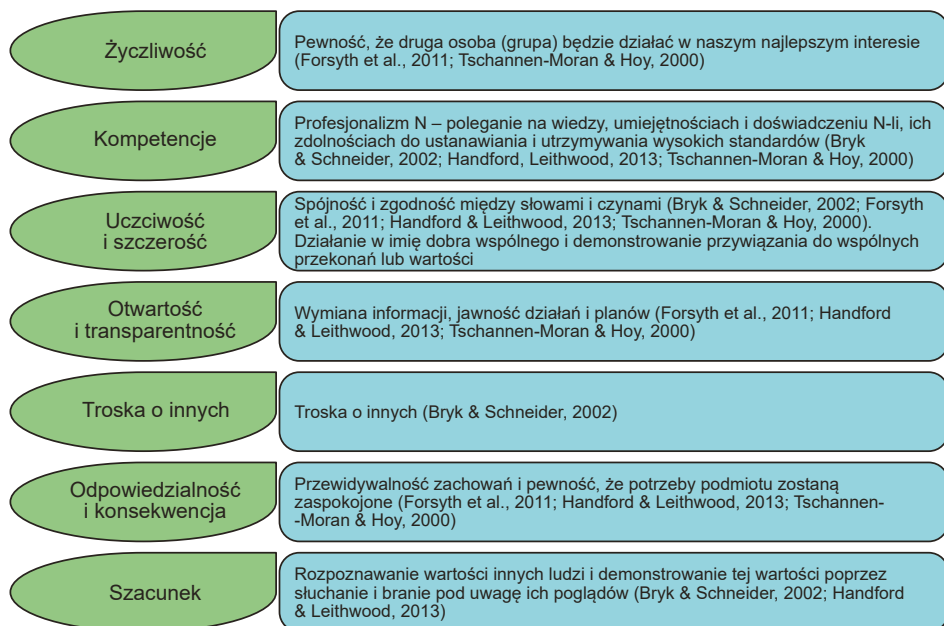 Życzliwość
Pewność, że druga osoba (grupa) będzie działać w naszym najlepszym interesie
(Forsyth et al., 2011; Tschannen-Moran & Hoy, 2000)
Kompetencje
Profesjonalizm N – poleganie na wiedzy, umiejętnościach i doświadczeniu N-li, ich
zdolnościach do ustanawiania i utrzymywania wysokich standardów (Bryk
& Schneider, 2002; Handford, Leithwood, 2013; Tschannen-Moran & Hoy, 2000)
Uczciwość
i szczerość
Spójność i zgodność między słowami i czynami (Bryk & Schneider, 2002; Forsyth
et al., 2011; Handford & Leithwood, 2013; Tschannen-Moran & Hoy, 2000).
Działanie w imię dobra wspólnego i demonstrowanie przywiązania do wspólnych
przekonań lub wartości
Otwartość
i transparentność
Wymiana informacji, jawność działań i planów (Forsyth et al., 2011; Handford
& Leithwood, 2013; Tschannen-Moran & Hoy, 2000)
Troska o innych
Troska o innych (Bryk & Schneider, 2002)
Odpowiedzialność
i konsekwencja
Przewidywalność zachowań i pewność, że potrzeby podmiotu zostaną
zaspokojone (Forsyth et al., 2011; Handford & Leithwood, 2013; Tschannen-
-Moran & Hoy, 2000)
Szacunek
Rozpoznawanie wartości innych ludzi i demonstrowanie tej wartości poprzez
słuchanie i branie pod uwagę ich poglądów (Bryk & Schneider, 2002; Handford
& Leithwood, 2013)